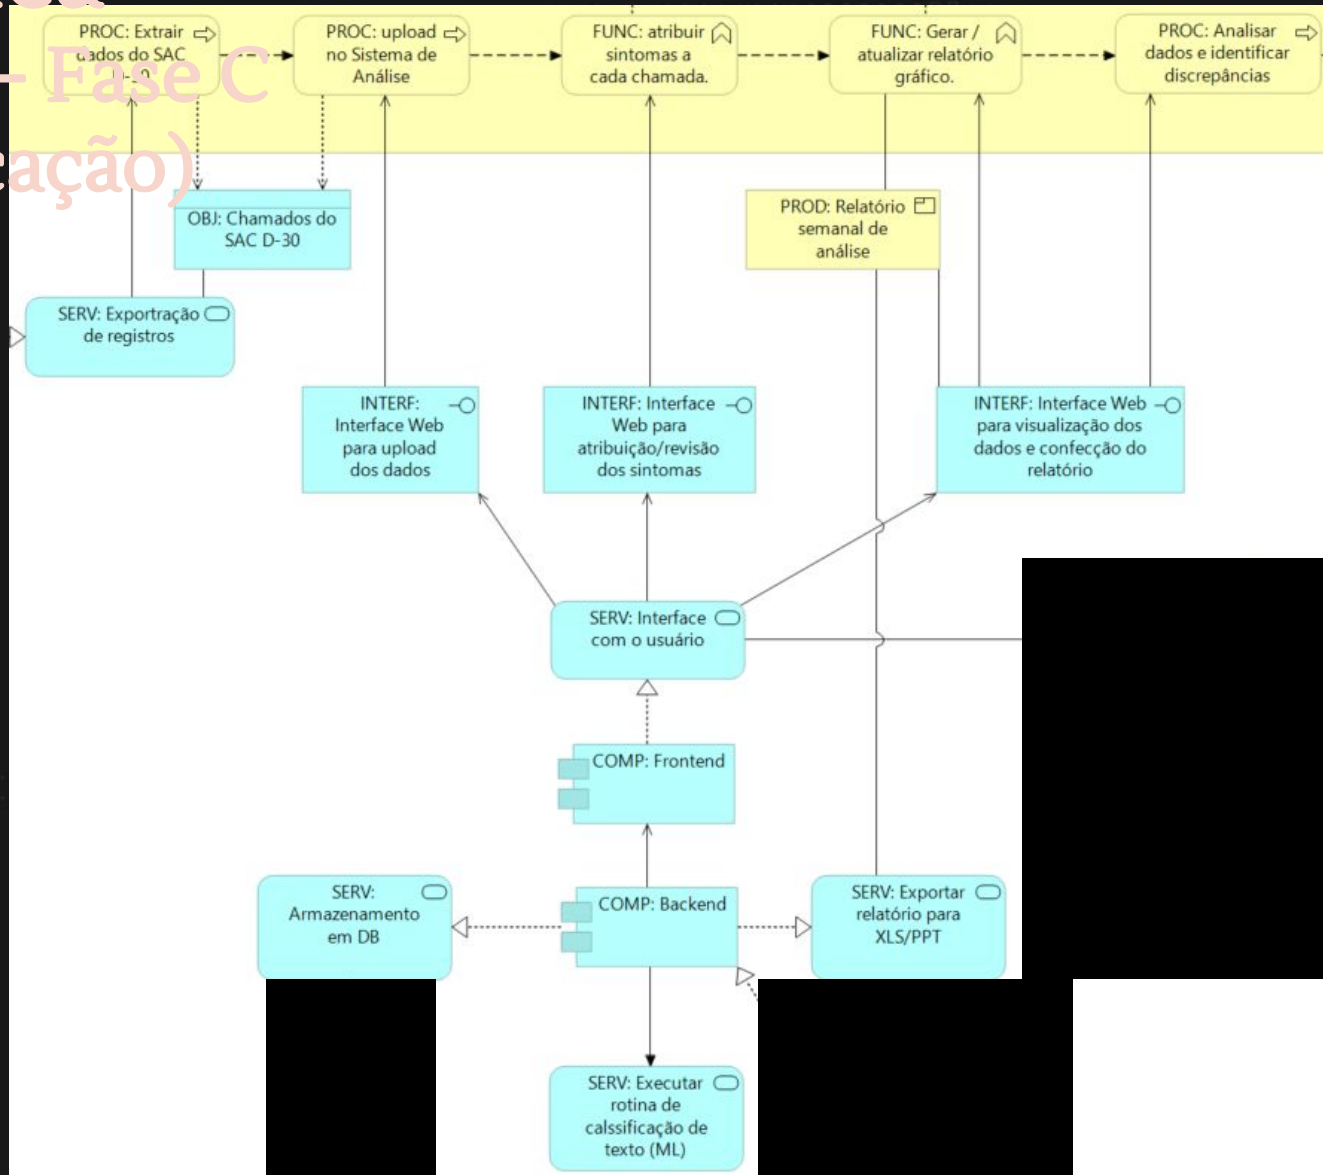 – Fase C
cação)
PROC: Extrair
dados do SAC
D-30
PROC: upload
no Sistema de
Análise
FUNC: atribuir
sintomas a
cada chamada.
FUNC: Gerar /
atualizar relatório
gráfico.
PROC: Analisar
dados e identificar
discrepâncias
OBJ: Chamados do
SAC D-30
PROD: Relatório
semanal de
análise
SERV: Exportração
de registros
INTERF:
Interface Web
para upload
dos dados
INTERF: Interface
Web para
atribuição/revisão
dos sintomas
INTERF: Interface Web
para visualização dos
dados e confecção do
relatório
SERV: Interface
com o usuário
COMP: Frontend
SERV:
Armazenamento
em DB
COMP: Backend
SERV: Exportar
relatório para
XLS/PPT
SERV: Executar
rotina de
calssificação de
texto (ML)